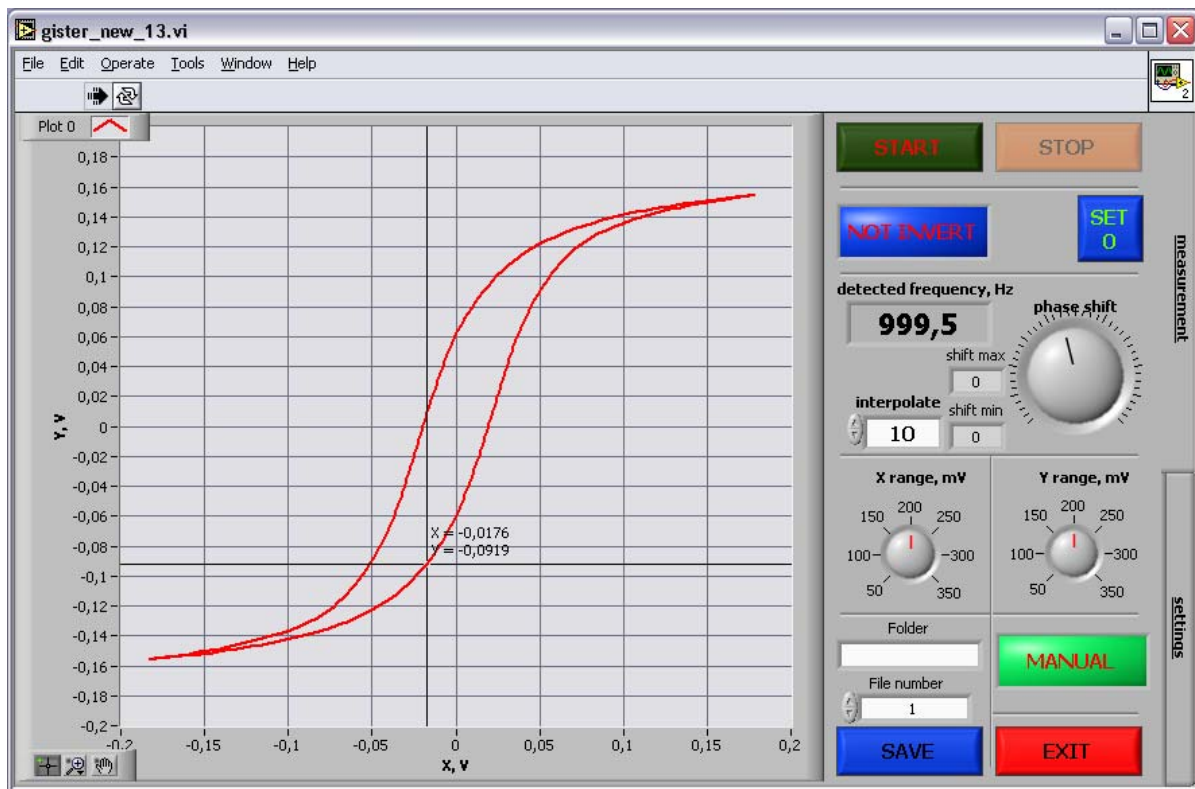 gister_new_13.vi
File Edit Operate Tools Window Help
2
Plot 0
0,18
0,16
0,14
0,12
0,1
0,08
0,06
0,04
0,02
0
-0,02
-0,04
-0,06
-0,08
-0,1
-0,12
-0,14
-0,16
-0,18
-0,2
Y, V
X = -0,0176
Y = -0,0919
-0,2 -0,15 -0,1 -0,05 0 0,05 0,1 0,15 0,2
X, V
START STOP
NOT INVERT
SET
0
detected frequency, Hz
999,5
phase shift
shift max
0
interpolate
10
shift min
0
X range, mV
50 100 150 200 250 300 350
Y range, mV
50 100 150 200 250 300 350
Folder
File number
1
MANUAL
SAVE EXIT
measurement
settings